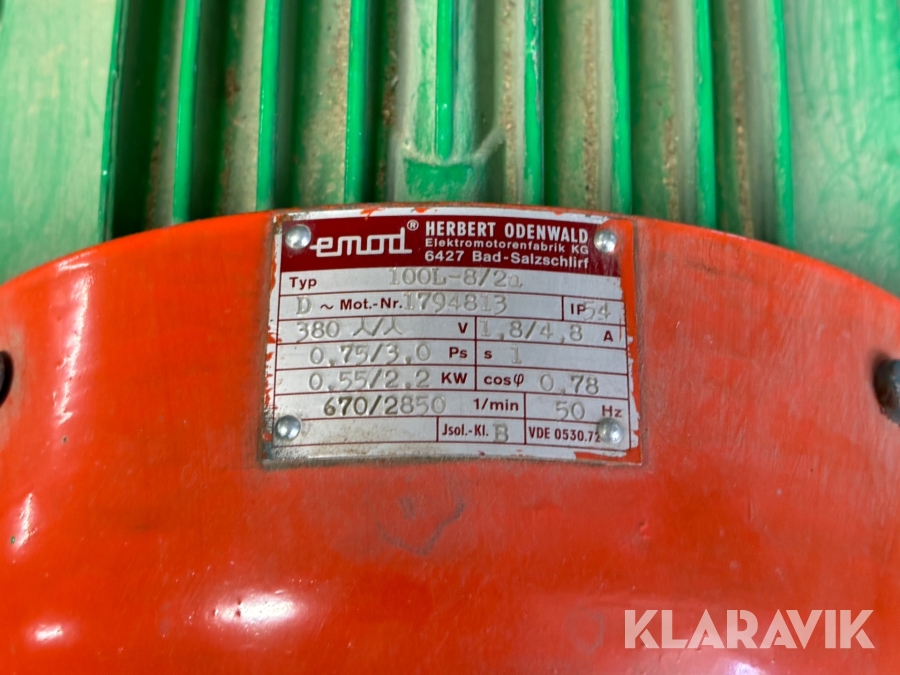 emod® HERBERT ODENWALD
Elektromotorenfabrik KG
6427 Bad-Salzschlirf
Typ 100L-8/2a
D ~ Mot.-Nr. 1794813 IP 54
380 ⅄/⅄ V 1,8/4,8 A
0,75/3,0 Ps s 1
0,55/2,2 KW cosφ 0,78
670/2850 1/min 50 Hz
Jsol.-Kl. B VDE 0530.72
KLARAVIK